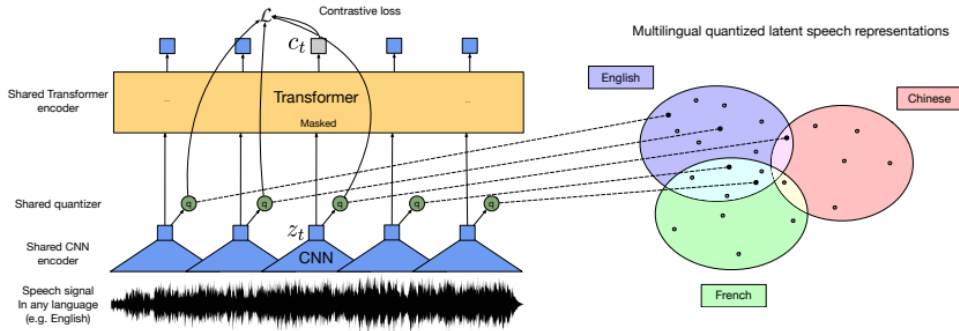 Contrastive loss
ℒ
c_t
Multilingual quantized latent speech representations
English
Chinese
Shared Transformer
encoder
...
Transformer
...
Masked
Shared quantizer
q
q
q
q
q
z_t
Shared CNN
encoder
CNN
Speech signal
In any language
(e.g. English)
French